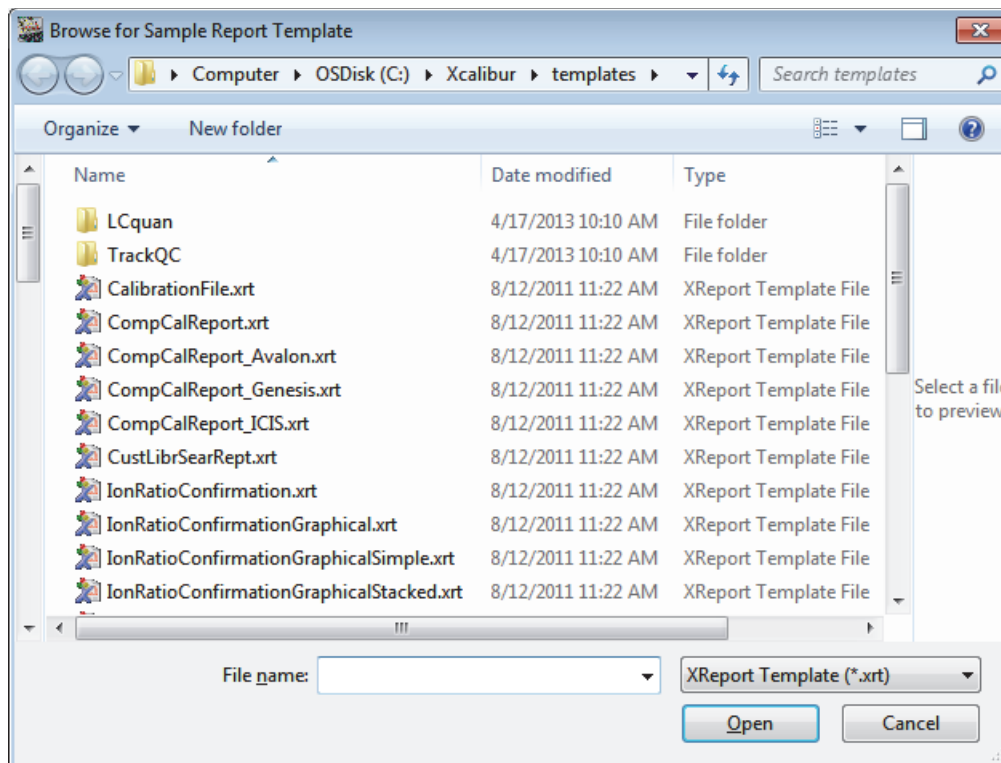 Browse for Sample Report Template
Computer OSDisk (C:) Xcalibur templates Search templates
Organize New folder
Name Date modified Type
LCquan 4/17/2013 10:10 AM File folder
TrackQC 4/17/2013 10:10 AM File folder
CalibrationFile.xrt 8/12/2011 11:22 AM XReport Template File
CompCalReport.xrt 8/12/2011 11:22 AM XReport Template File
CompCalReport_Avalon.xrt 8/12/2011 11:22 AM XReport Template File
CompCalReport_Genesis.xrt 8/12/2011 11:22 AM XReport Template File
CompCalReport_ICIS.xrt 8/12/2011 11:22 AM XReport Template File
CustLibrSearRept.xrt 8/12/2011 11:22 AM XReport Template File
IonRatioConfirmation.xrt 8/12/2011 11:22 AM XReport Template File
IonRatioConfirmationGraphical.xrt 8/12/2011 11:22 AM XReport Template File
IonRatioConfirmationGraphicalSimple.xrt 8/12/2011 11:22 AM XReport Template File
IonRatioConfirmationGraphicalStacked.xrt 8/12/2011 11:22 AM XReport Template File
Select a fil
to preview
File name: XReport Template (*.xrt)
Open Cancel